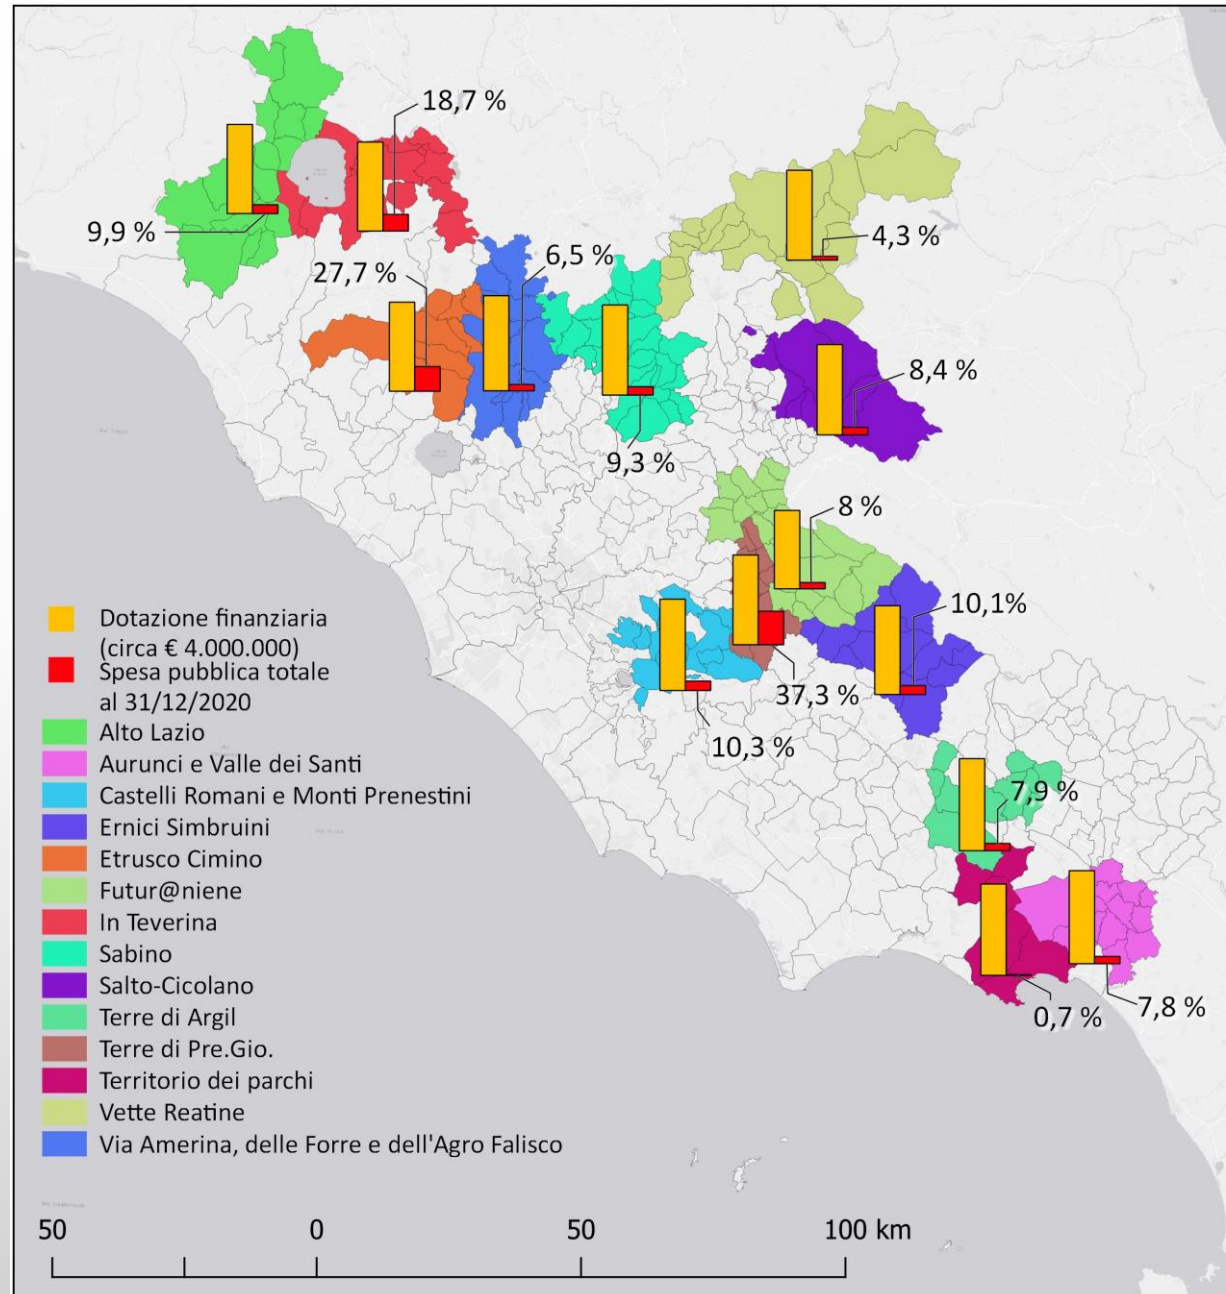 18,7 %
9,9 %
4,3 %
6,5 %
27,7 %
8,4 %
9,3 %
8 %
10,1%
37,3 %
10,3 %
7,9 %
7,8 %
0,7 %
Dotazione finanziaria
(circa € 4.000.000)
Spesa pubblica totale
al 31/12/2020
Alto Lazio
Aurunci e Valle dei Santi
Castelli Romani e Monti Prenestini
Ernici Simbruini
Etrusco Cimino
Futur@niene
In Teverina
Sabino
Salto-Cicolano
Terre di Argil
Terre di Pre.Gio.
Territorio dei parchi
Vette Reatine
Via Amerina, delle Forre e dell'Agro Falisco
50 0 50 100 km